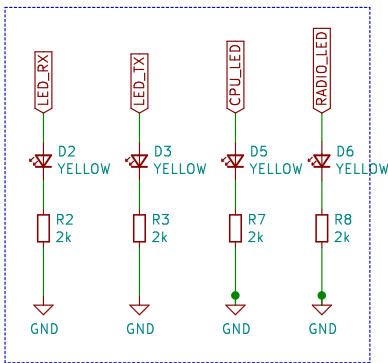 LED_RX
LED_TX
CPU_LED
RADIO_LED
D2
YELLOW
D3
YELLOW
D5
YELLOW
D6
YELLOW
R2
2k
R3
2k
R7
2k
R8
2k
GND
GND
GND
GND